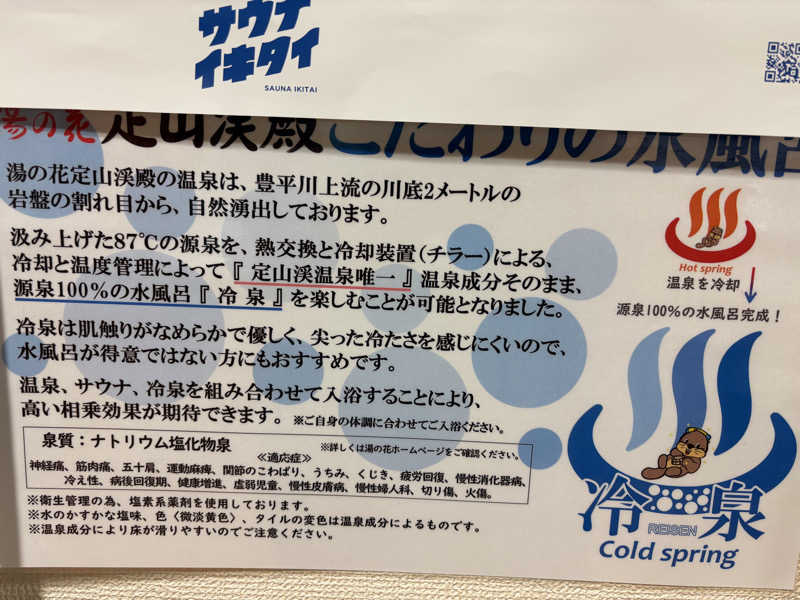 サウナ
イキタイ
SAUNA IKITAI
湯の花 定山渓殿 こだわりの水風呂
湯の花定山渓殿の温泉は、豊平川上流の川底2メートルの
岩盤の割れ目から、自然湧出しております。
汲み上げた87℃の源泉を、熱交換と冷却装置(チラー)による、
冷却と温度管理によって『 定山渓温泉唯一 』温泉成分そのまま、
源泉100%の水風呂『 冷 泉 』を楽しむことが可能となりました。
冷泉は肌触りがなめらかで優しく、尖った冷たさを感じにくいので、
水風呂が得意ではない方にもおすすめです。
温泉、サウナ、冷泉を組み合わせて入浴することにより、
高い相乗効果が期待できます。 ※ご自身の体調に合わせてご入浴ください。
泉質:ナトリウム塩化物泉
※詳しくは湯の花ホームページをご確認ください。
≪適応症≫
神経痛、筋肉痛、五十肩、運動麻痺、関節のこわばり、うちみ、くじき、疲労回復、慢性消化器病、
冷え性、病後回復期、健康増進、虚弱児童、慢性皮膚病、慢性婦人科、切り傷、火傷。
※衛生管理の為、塩素系薬剤を使用しております。
※水のかすかな塩味、色〈微淡黄色〉、タイルの変色は温泉成分によるものです。
※温泉成分により床が滑りやすいのでご注意ください。
Hot spring
温泉を冷却
源泉100%の水風呂完成!
冷泉
REISEN
Cold spring